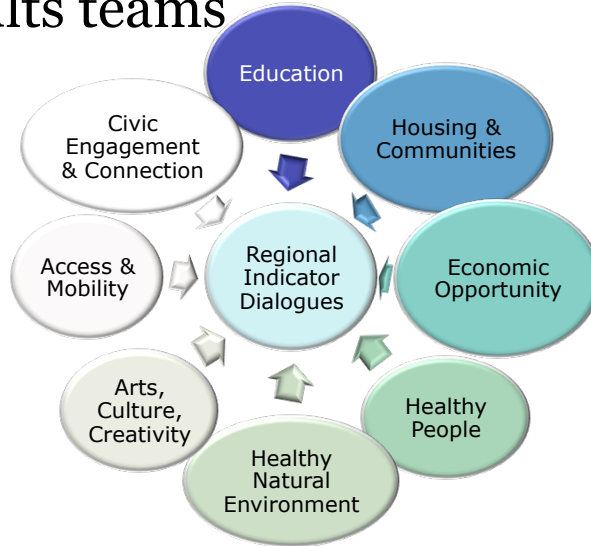 ults teams
Education
Housing &
Communities
Economic
Opportunity
Healthy
People
Healthy
Natural
Environment
Arts,
Culture,
Creativity
Access &
Mobility
Civic
Engagement
& Connection
Regional
Indicator
Dialogues